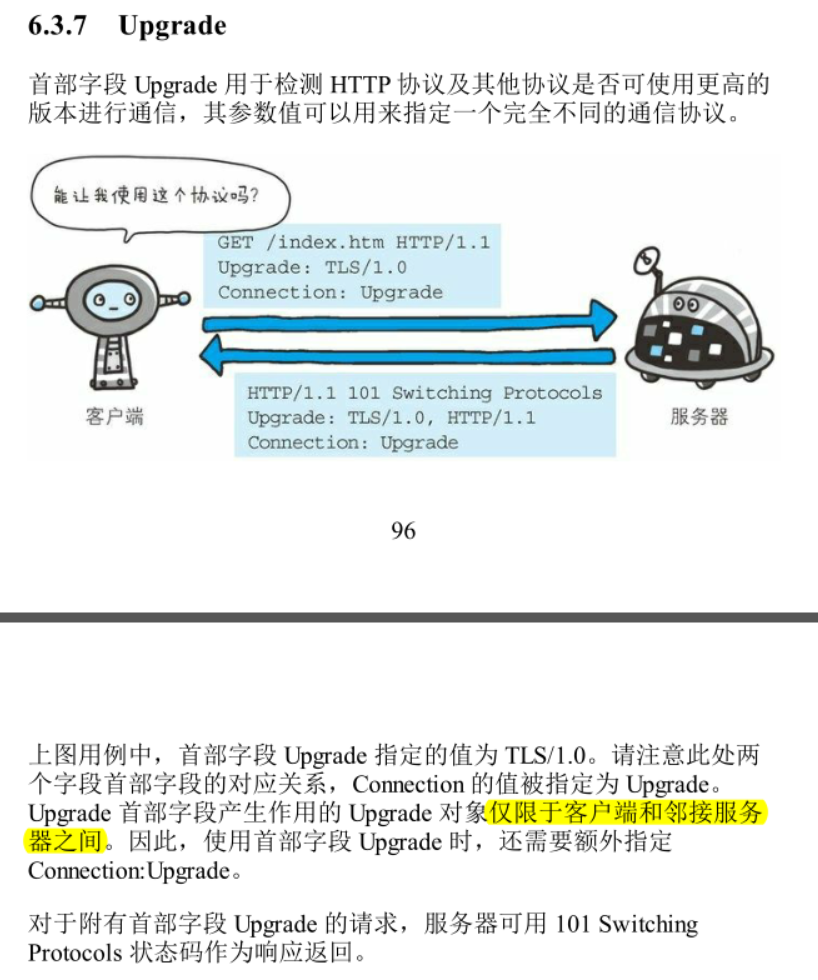 6.3.7 Upgrade
首部字段 Upgrade 用于检测 HTTP 协议及其他协议是否可使用更高的
版本进行通信，其参数值可以用来指定一个完全不同的通信协议。
能让我使用这个协议吗?
GET /index.htm HTTP/1.1
Upgrade: TLS/1.0
Connection: Upgrade
HTTP/1.1 101 Switching Protocols
Upgrade: TLS/1.0, HTTP/1.1
Connection: Upgrade
客户端
服务器
96
上图用例中，首部字段 Upgrade 指定的值为 TLS/1.0。请注意此处两
个字段首部字段的对应关系，Connection 的值被指定为 Upgrade。
Upgrade 首部字段产生作用的 Upgrade 对象仅限于客户端和邻接服务
器之间。因此，使用首部字段 Upgrade 时，还需要额外指定
Connection:Upgrade。
对于附有首部字段 Upgrade 的请求，服务器可用 101 Switching
Protocols 状态码作为响应返回。